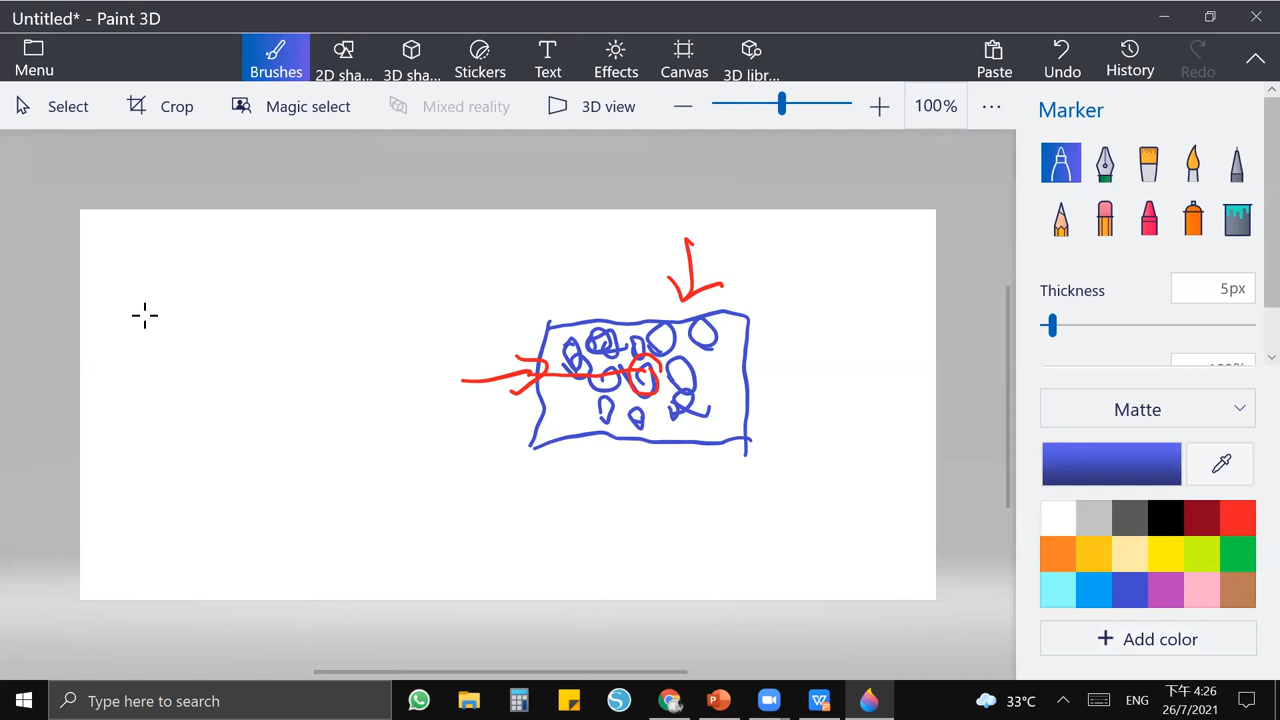 Untitled* - Paint 3D
Menu
Brushes
2D sha...
3D sha...
Stickers
Text
Effects
Canvas
3D libr...
Paste
Undo
History
Redo
Select
Crop
Magic select
Mixed reality
3D view
100%
Marker
Thickness
5px
Matte
Add color
Type here to search
33°C
ENG
下午 4:26
26/7/2021